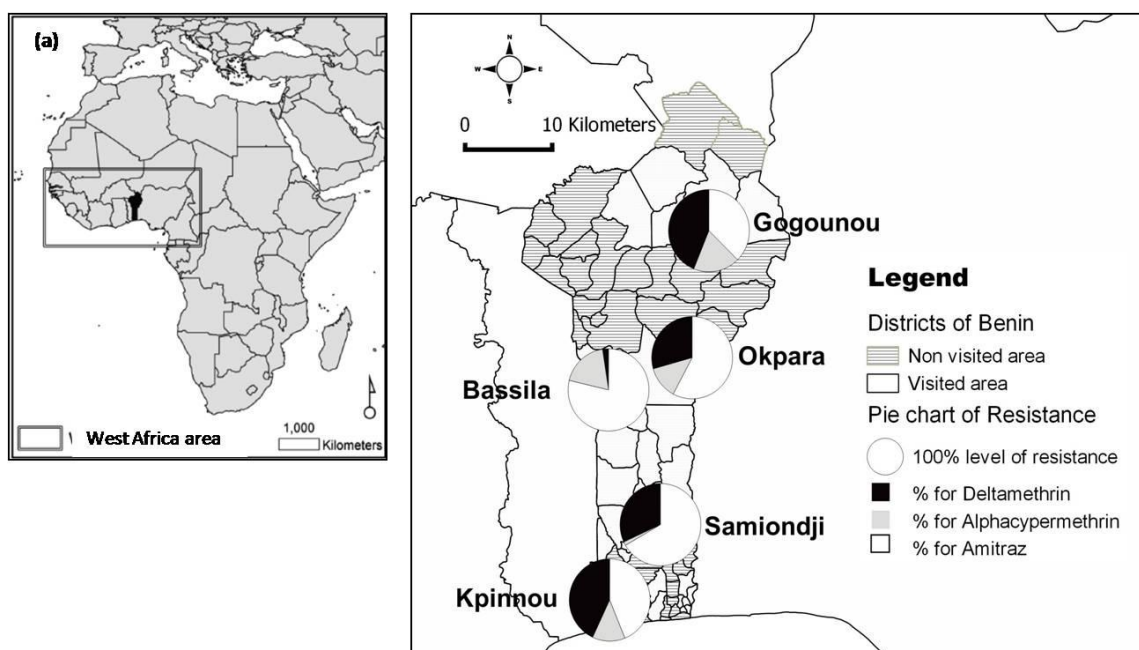 (a)
West Africa area
1,000
Kilometers
N
W E
S
0 10 Kilometers
Gogounou
Okpara
Bassila
Samiondji
Kpinnou
Legend
Districts of Benin
Non visited area
Visited area
Pie chart of Resistance
100% level of resistance
% for Deltamethrin
% for Alphacypermethrin
% for Amitraz